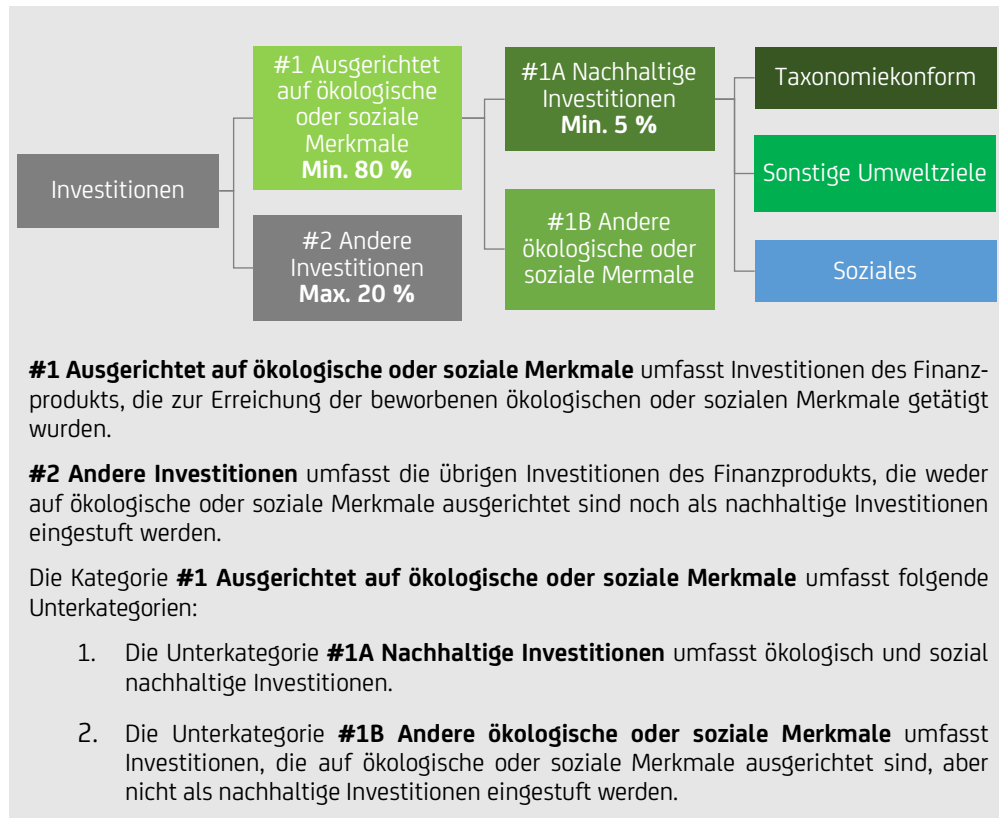 Investitionen
#1 Ausgerichtet
auf ökologische
oder soziale
Merkmale
Min. 80 %
#2 Andere
Investitionen
Max. 20 %
#1A Nachhaltige
Investitionen
Min. 5 %
#1B Andere
ökologische oder
soziale Mermale
Taxonomiekonform
Sonstige Umweltziele
Soziales
#1 Ausgerichtet auf ökologische oder soziale Merkmale umfasst Investitionen des Finanz-
produkts, die zur Erreichung der beworbenen ökologischen oder sozialen Merkmale getätigt
wurden.
#2 Andere Investitionen umfasst die übrigen Investitionen des Finanzprodukts, die weder
auf ökologische oder soziale Merkmale ausgerichtet sind noch als nachhaltige Investitionen
eingestuft werden.
Die Kategorie #1 Ausgerichtet auf ökologische oder soziale Merkmale umfasst folgende
Unterkategorien:
1. Die Unterkategorie #1A Nachhaltige Investitionen umfasst ökologisch und sozial
nachhaltige Investitionen.
2. Die Unterkategorie #1B Andere ökologische oder soziale Merkmale umfasst
Investitionen, die auf ökologische oder soziale Merkmale ausgerichtet sind, aber
nicht als nachhaltige Investitionen eingestuft werden.